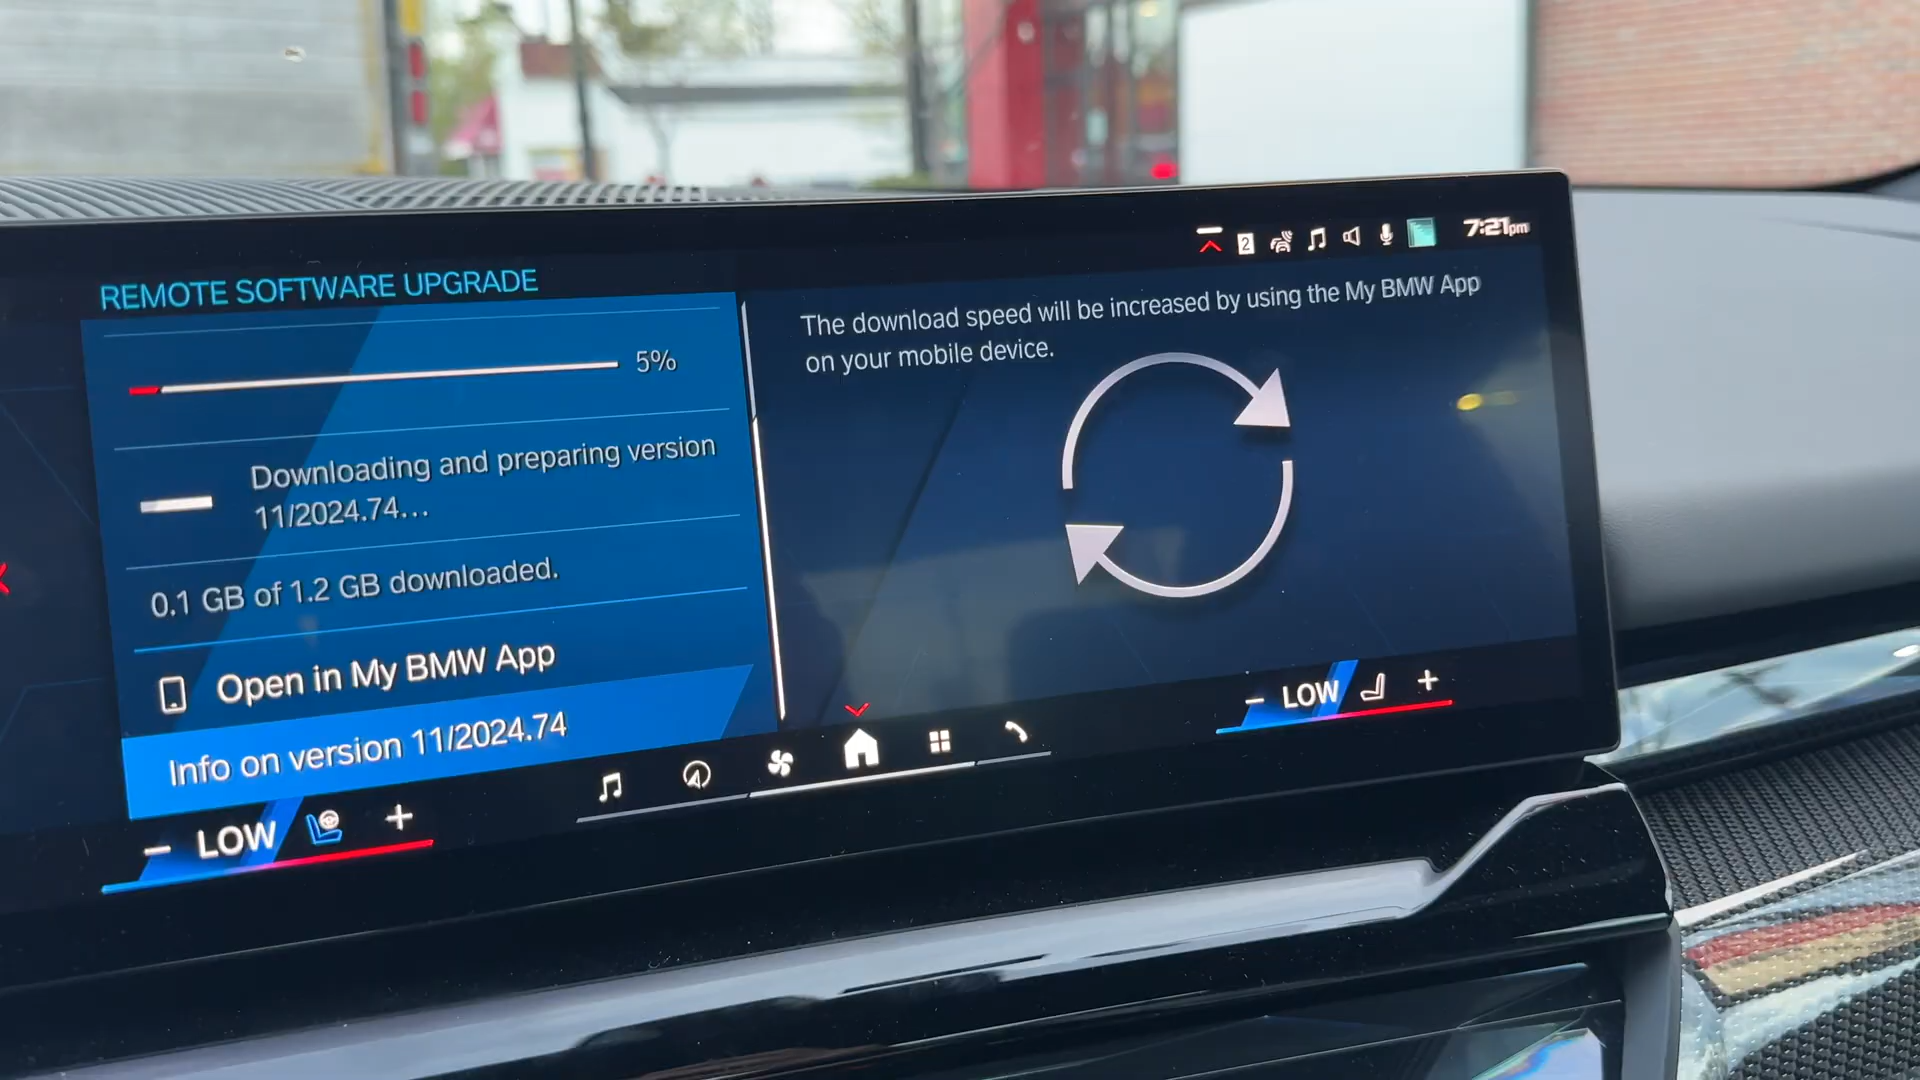 2
7:21pm
REMOTE SOFTWARE UPGRADE
5%
Downloading and preparing version
11/2024.74...
0.1 GB of 1.2 GB downloaded.
Open in My BMW App
Info on version 11/2024.74
The download speed will be increased by using the My BMW App
on your mobile device.
− LOW +
− LOW +